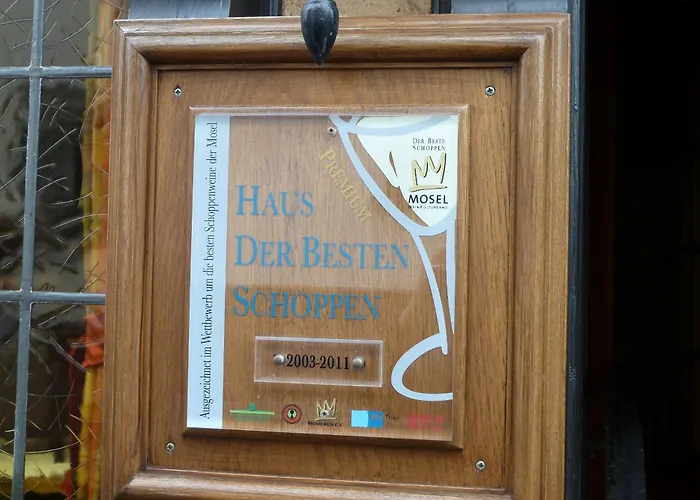 Ausgezeichnet im Wettbewerb um die besten Schoppenweine der Mosel
PREMIUM
DER BESTE
SCHOPPEN
MOSEL
WEINKULTURLAND
HAUS
DER BESTEN
SCHOPPEN
2003-2011